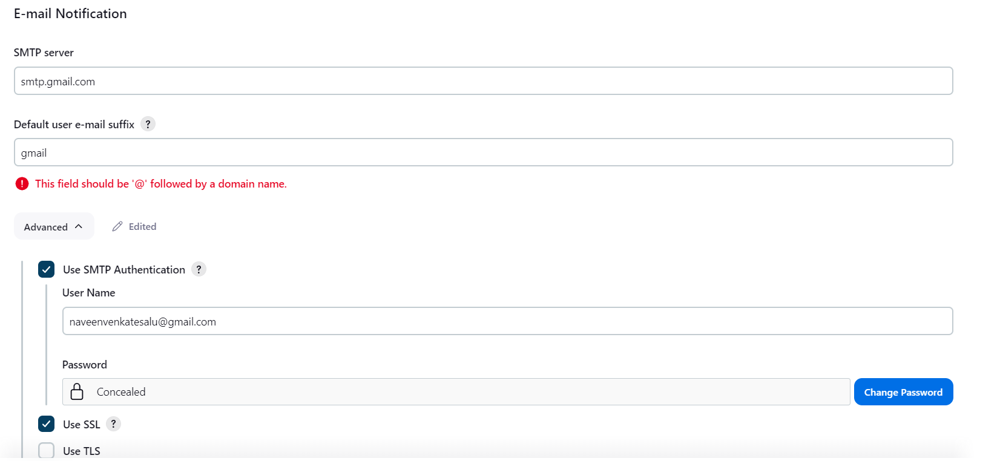 E-mail Notification
SMTP server
smtp.gmail.com
Default user e-mail suffix ?
gmail
! This field should be '@' followed by a domain name.
Advanced Edited
Use SMTP Authentication ?
User Name
naveenvenkatesalu@gmail.com
Password
Concealed Change Password
Use SSL ?
Use TLS